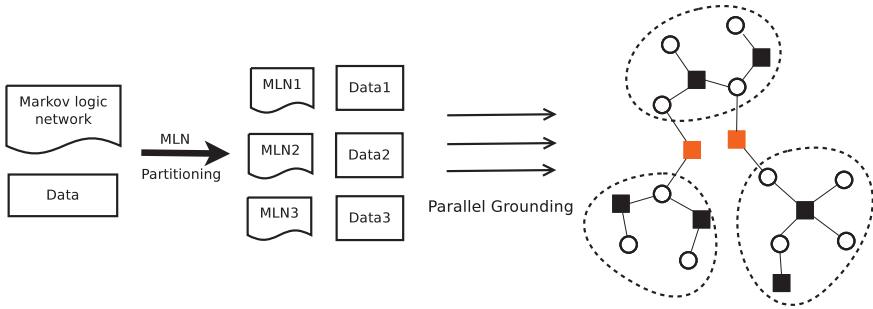 Markov logic
network
Data
MLN
Partitioning
MLN1
Data1
MLN2
Data2
MLN3
Data3
Parallel Grounding